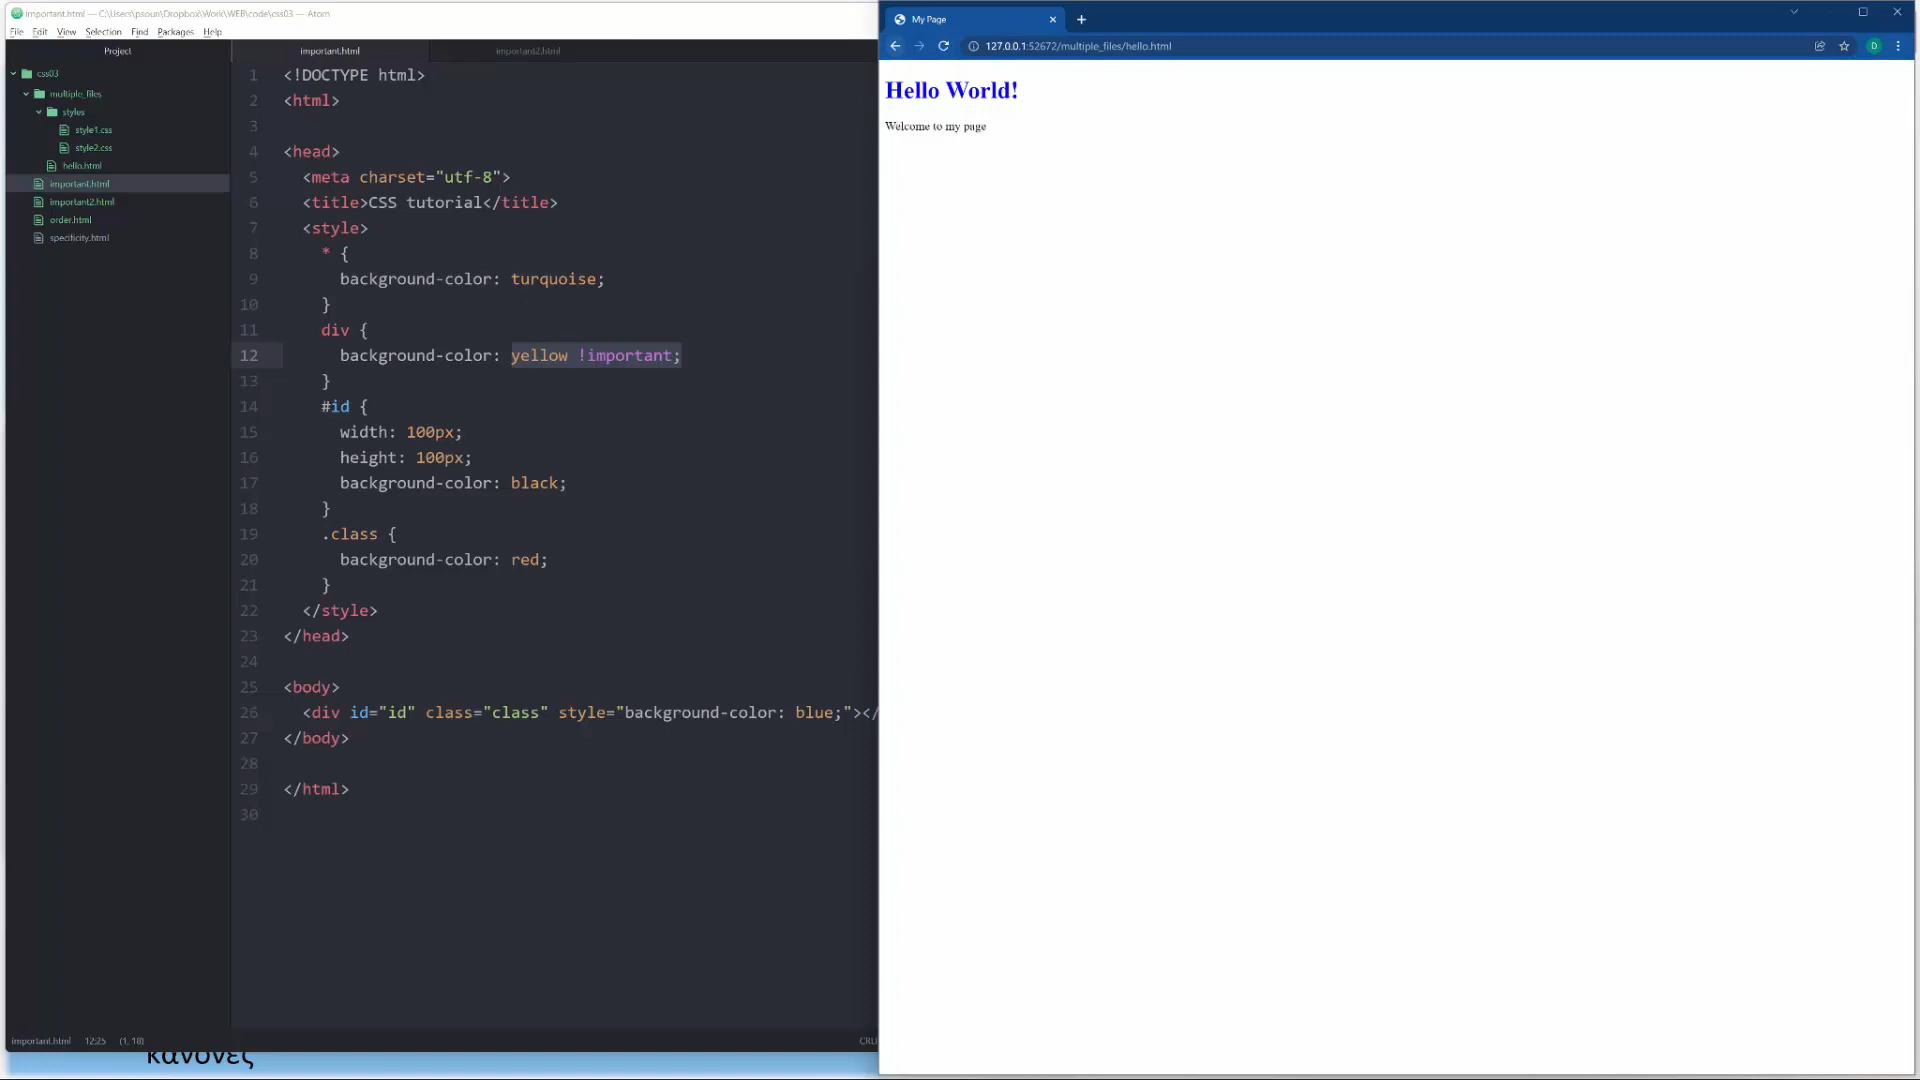 important.html — C:\Users\psoun\Dropbox\Work\WEB\code\css03 — Atom
File Edit View Selection Find Packages Help
Project
css03
multiple_files
styles
style1.css
style2.css
hello.html
important.html
important2.html
order.html
specificity.html
important.html important2.html
1 <!DOCTYPE html>
2 <html>
3
4 <head>
5 <meta charset="utf-8">
6 <title>CSS tutorial</title>
7 <style>
8 * {
9 background-color: turquoise;
10 }
11 div {
12 background-color: yellow !important;
13 }
14 #id {
15 width: 100px;
16 height: 100px;
17 background-color: black;
18 }
19 .class {
20 background-color: red;
21 }
22 </style>
23 </head>
24
25 <body>
26 <div id="id" class="class" style="background-color: blue;"></
27 </body>
28
29 </html>
30
important.html 12:25 (1, 18) CRL
κανόνες
My Page
127.0.0.1:52672/multiple_files/hello.html
D
Hello World!
Welcome to my page